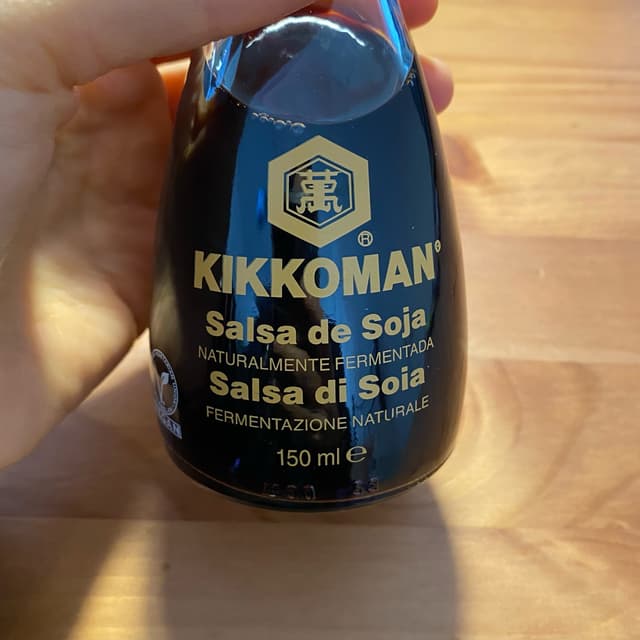 萬
®
KIKKOMAN®
Salsa de Soja
NATURALMENTE FERMENTADA
Salsa di Soia
FERMENTAZIONE NATURALE
150 ml ℮